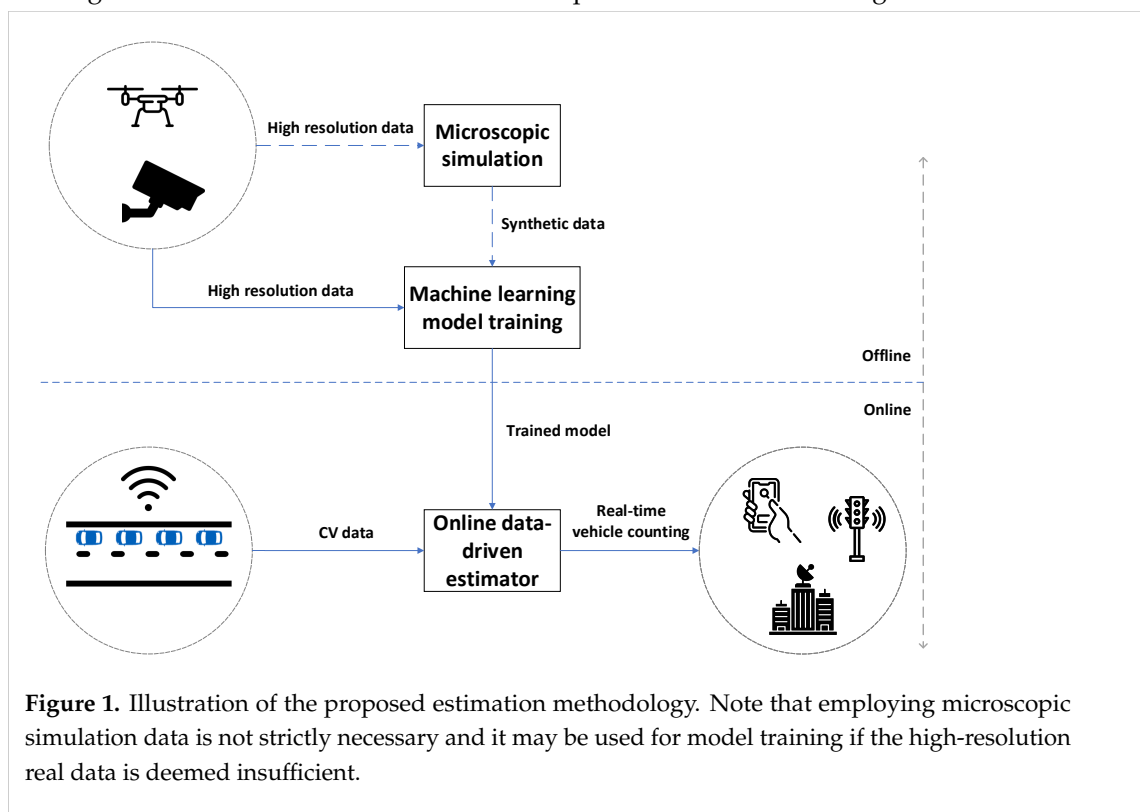 High resolution data
Microscopic
simulation
Synthetic data
High resolution data
Machine learning
model training
Offline
Online
Trained model
CV data
Online data-
driven
estimator
Real-time
vehicle counting
Figure 1. Illustration of the proposed estimation methodology. Note that employing microscopic
simulation data is not strictly necessary and it may be used for model training if the high-resolution
real data is deemed insufficient.